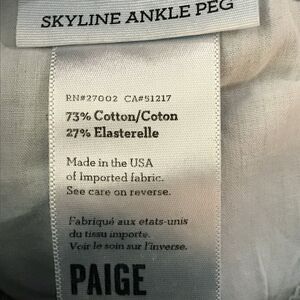 SKYLINE ANKLE PEG
RN#27002 CA#51217
73% Cotton/Coton
27% Elasterelle
Made in the USA
of Imported fabric.
See care on reverse.
Fabriqué aux etats-unis
du tissu importe.
Voir le soin sur l'inverse.
PAIGE